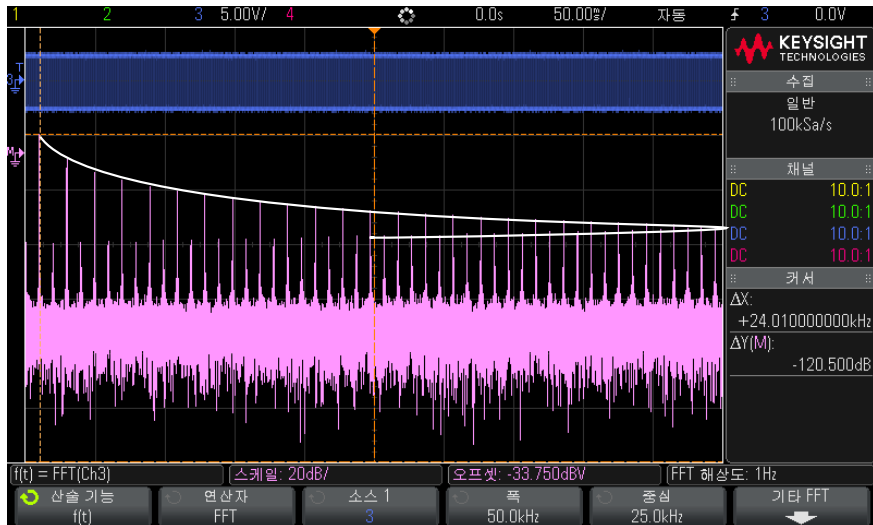 1 2 3 5.00V/ 4 0.0s 50.00㎳/ 자동 3 0.0V
KEYSIGHT
TECHNOLOGIES
수집
일반
100kSa/s
채널
DC 10.0:1
DC 10.0:1
DC 10.0:1
DC 10.0:1
커서
ΔX:
+24.010000000kHz
ΔY(M):
-120.500dB
T
3
M
f(t) = FFT(Ch3) 스케일: 20dB/ 오프셋: -33.750dBV FFT 해상도: 1Hz
산술 기능 연산자 소스 1 폭 중심 기타 FFT
f(t) FFT 3 50.0kHz 25.0kHz